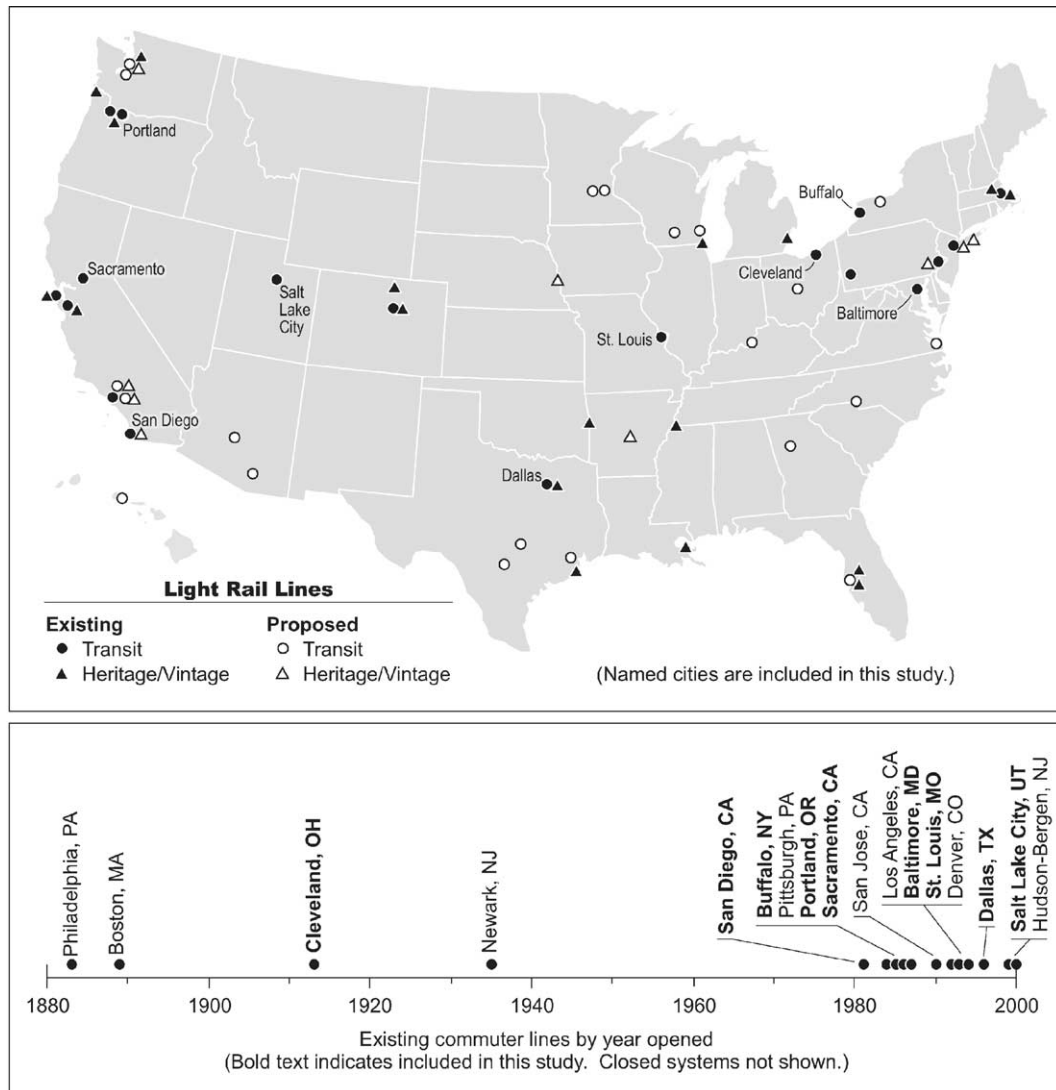 Portland
Buffalo
Sacramento
Salt
Lake
City
Cleveland
Baltimore
St. Louis
San Diego
Dallas
Light Rail Lines
Existing
Proposed
Transit
Transit
Heritage/Vintage
Heritage/Vintage
(Named cities are included in this study.)
Philadelphia, PA
Boston, MA
Cleveland, OH
Newark, NJ
San Diego, CA
Buffalo, NY
Pittsburgh, PA
Portland, OR
Sacramento, CA
San Jose, CA
Los Angeles, CA
Baltimore, MD
St. Louis, MO
Denver, CO
Dallas, TX
Salt Lake City, UT
Hudson-Bergen, NJ
1880
1900
1920
1940
1960
1980
2000
Existing commuter lines by year opened
(Bold text indicates included in this study. Closed systems not shown.)